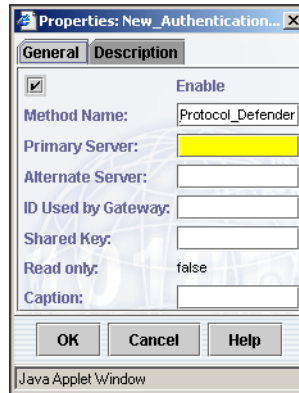 Properties: New_Authentication...
General Description
Enable
Method Name: Protocol_Defender
Primary Server:
Alternate Server:
ID Used by Gateway:
Shared Key:
Read only: false
Caption:
OK Cancel Help
Java Applet Window